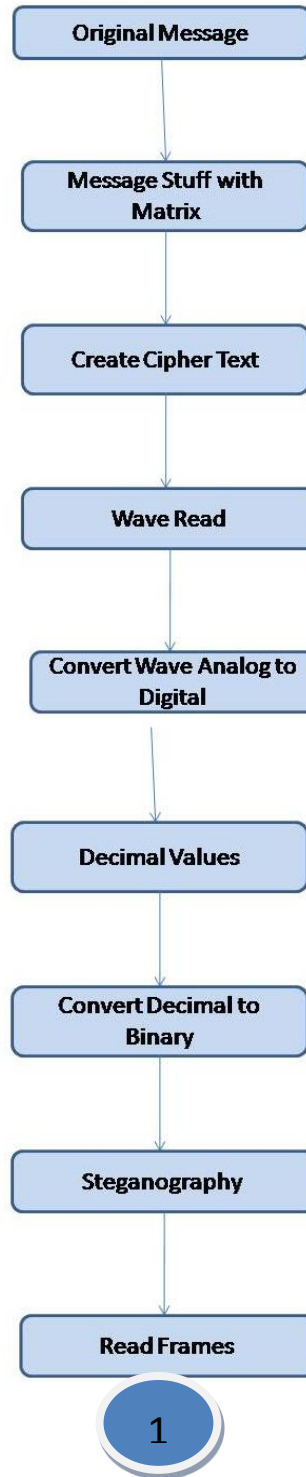 Original Message
Message Stuff with
Matrix
Create Cipher Text
Wave Read
Convert Wave Analog to
Digital
Decimal Values
Convert Decimal to
Binary
Steganography
Read Frames
1